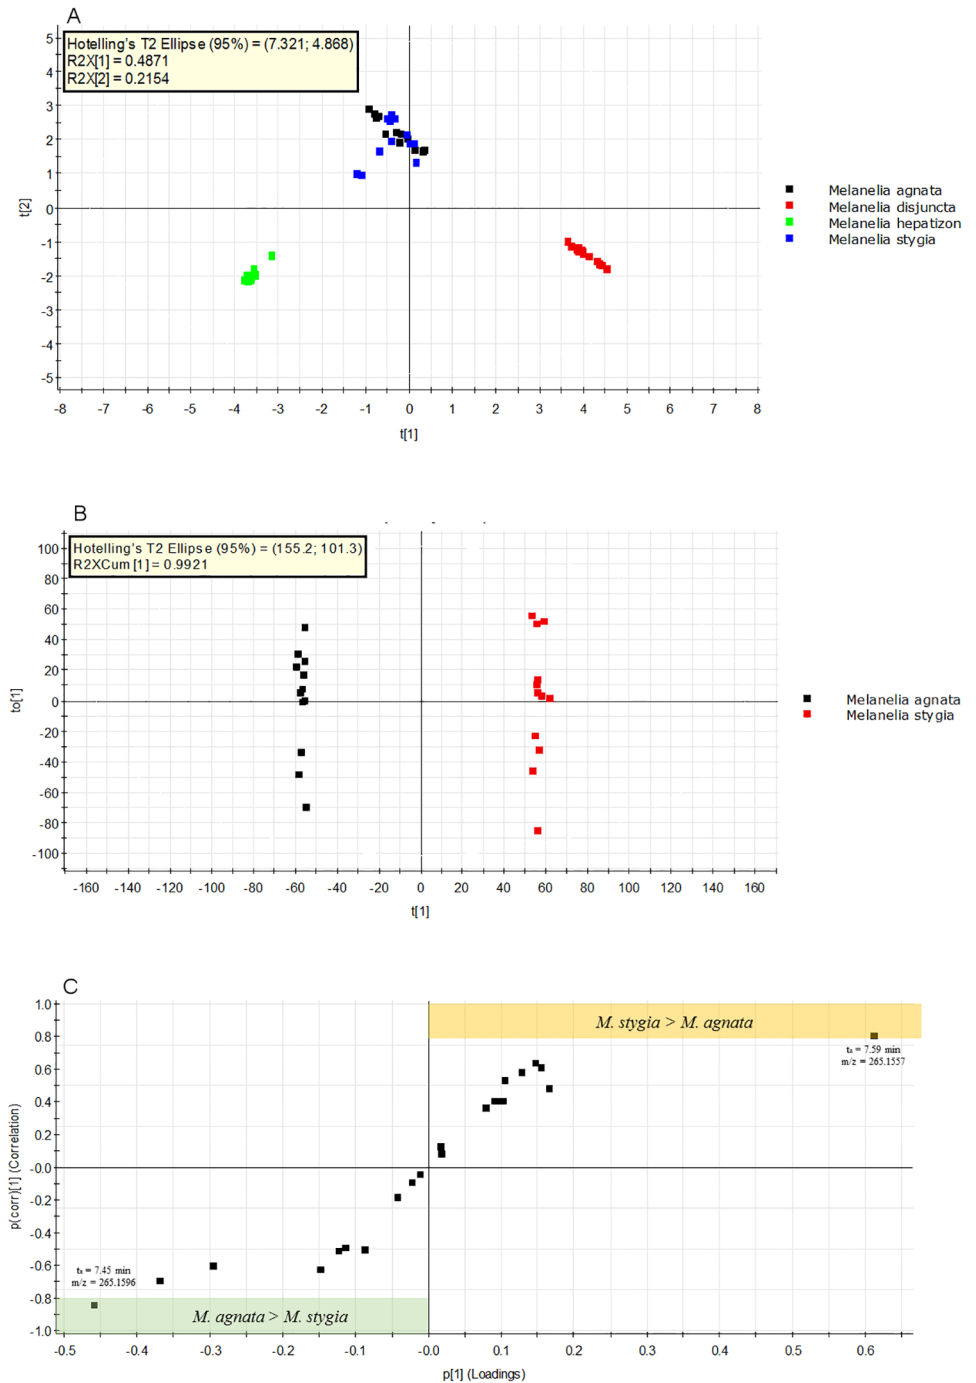 A
Hotelling's T2 Ellipse (95%) = (7.321; 4.868)
R2X[1] = 0.4871
R2X[2] = 0.2154
5
4
3
2
1
0
-1
-2
-3
-4
-5
t[2]
-8 -7 -6 -5 -4 -3 -2 -1 0 1 2 3 4 5 6 7 8
t[1]
Melanelia agnata
Melanelia disjuncta
Melanelia hepatizon
Melanelia stygia
B
Hotelling's T2 Ellipse (95%) = (155.2; 101.3)
R2XCum[1] = 0.9921
100
80
60
40
20
0
-20
-40
-60
-80
-100
to[1]
-160 -140 -120 -100 -80 -60 -40 -20 0 20 40 60 80 100 120 140 160
t[1]
Melanelia agnata
Melanelia stygia
C
1.0
0.8
0.6
0.4
0.2
-0.0
-0.2
-0.4
-0.6
-0.8
-1.0
p(corr)[1] (Correlation)
M. stygia > M. agnata
tR = 7.59 min
m/z = 265.1557
tR = 7.45 min
m/z = 265.1596
M. agnata > M. stygia
-0.5 -0.4 -0.3 -0.2 -0.1 -0.0 0.1 0.2 0.3 0.4 0.5 0.6
p[1] (Loadings)